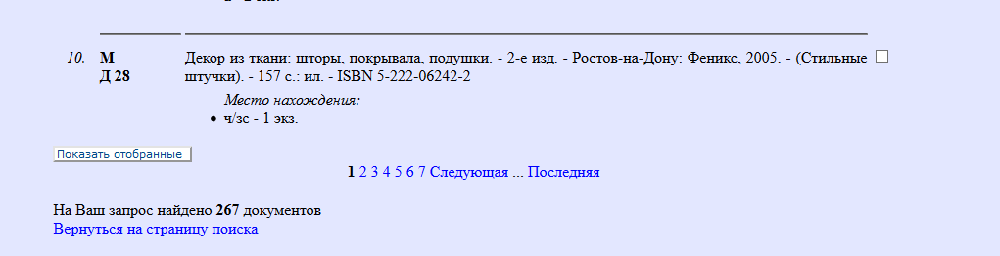 10. М Декор из ткани: шторы, покрывала, подушки. - 2-е изд. - Ростов-на-Дону: Феникс, 2005. - (Стильные
Д 28 штучки). - 157 с.: ил. - ISBN 5-222-06242-2
Место нахождения:
• ч/зс - 1 экз.
Показать отобранные
1 2 3 4 5 6 7 Следующая ... Последняя
На Ваш запрос найдено 267 документов
Вернуться на страницу поиска